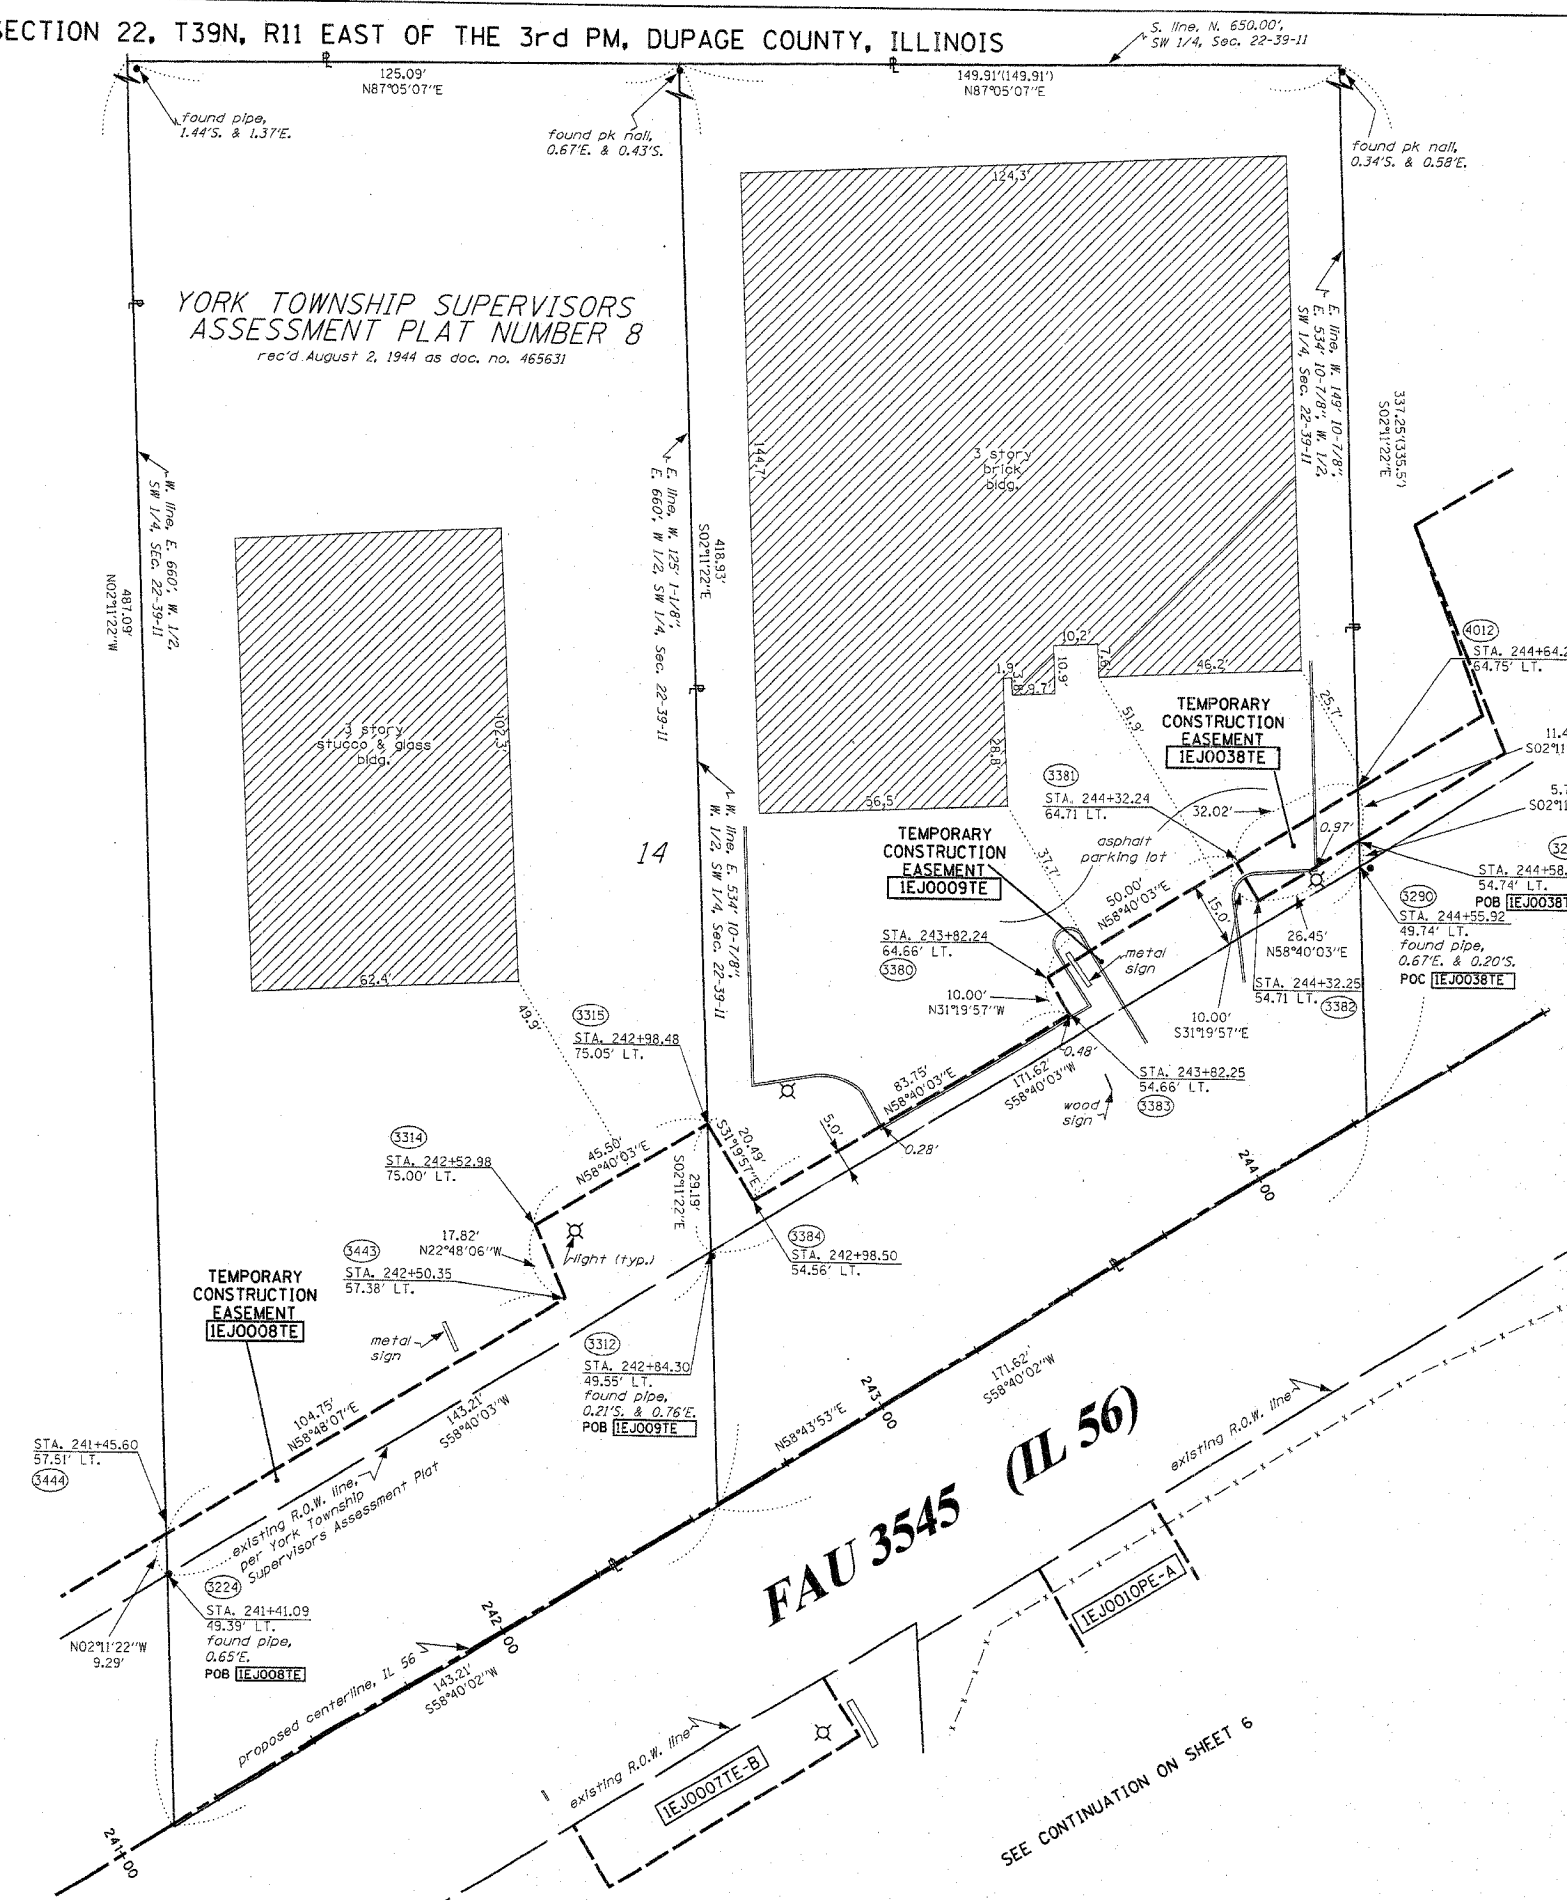 SECTION 22, T39N, R11 EAST OF THE 3rd PM, DUPAGE COUNTY, ILLINOIS
S. line, N. 650.00',
SW 1/4, Sec. 22-39-11
125.09'
N87°05'07"E
149.91'(149.91')
N87°05'07"E
found pipe,
1.44'S. & 1.37'E.
found pk nail,
0.67'E. & 0.43'S.
found pk nail,
0.34'S. & 0.58'E.
124.3'
YORK TOWNSHIP SUPERVISORS
ASSESSMENT PLAT NUMBER 8
rec'd August 2, 1944 as doc. no. 465631
E. line, W. 149' 10-7/8",
E. 534' 10-7/8", W. 1/2,
SW 1/4, Sec. 22-39-11
337.25'(335.5')
S02°11'22"E
144.7'
3 story
brick
bldg.
W. line, E. 660', W. 1/2,
SW 1/4, SEc. 22-39-11
487.09'
N02°11'22"W
E. line, W. 125' 1-1/8",
E. 660', W 1/2, SW 1/4, Sec. 22-39-11
418.93'
S02°11'22"E
3 story
stucco & glass
bldg.
102.3'
62.4'
10.2'
7.6'
10.9'
1.9'
9.7'
46.2'
28.8'
56.5'
51.9'
25.7'
37.7'
49.9'
4012
STA. 244+64.2
64.75' LT.
TEMPORARY
CONSTRUCTION
EASEMENT
1EJ0038TE
11.4
S02°11
5.7
S02°11
3381
STA. 244+32.24
64.71 LT.
32.02'
0.97'
asphalt
parking lot
TEMPORARY
CONSTRUCTION
EASEMENT
1EJ0009TE
14
W. line, E. 534' 10-7/8",
W. 1/2, SW 1/4, Sec. 22-39-11
50.00'
N58°40'03"E
15.0'
32
STA. 244+58.
54.74' LT.
POB 1EJ0038T
3290
STA. 244+55.92
49.74' LT.
found pipe,
0.67'E. & 0.20'S.
POC 1EJ0038TE
STA. 243+82.24
64.66' LT.
3380
metal
sign
26.45'
N58°40'03"E
10.00'
N31°19'57"W
STA. 244+32.25
54.71 LT.
3382
10.00'
S31°19'57"E
3315
STA. 242+98.48
75.05' LT.
0.48'
83.75'
N58°40'03"E
171.62'
S58°40'03"W
STA. 243+82.25
54.66' LT.
3383
wood
sign
5.0'
0.28'
20.49'
S31°19'57"E
29.19'
S02°11'22"E
3314
STA. 242+52.98
75.00' LT.
45.50'
N58°40'03"E
244+00
17.82'
N22°48'06"W
3443
STA. 242+50.35
57.38' LT.
light (typ.)
3384
STA. 242+98.50
54.56' LT.
TEMPORARY
CONSTRUCTION
EASEMENT
1EJ0008TE
metal
sign
3312
STA. 242+84.30
49.55' LT.
found pipe,
0.21'S. & 0.76'E.
POB 1EJ009TE
171.62'
S58°40'02"W
243+00
N58°43'53"E
104.75'
N58°48'07"E
143.21'
S58°40'03"W
STA. 241+45.60
57.51' LT.
3444
existing R.O.W. line,
per York Township
Supervisors Assessment Plat
FAU 3545 (IL 56)
existing R.O.W. line
1EJ0010PE-A
3224
STA. 241+41.09
49.39' LT.
found pipe,
0.65'E.
POB 1EJ008TE
N02°11'22"W
9.29'
242+00
proposed centerline, IL 56
143.21'
S58°40'02"W
existing R.O.W. line
1EJ0007TE-B
241+00
SEE CONTINUATION ON SHEET 6